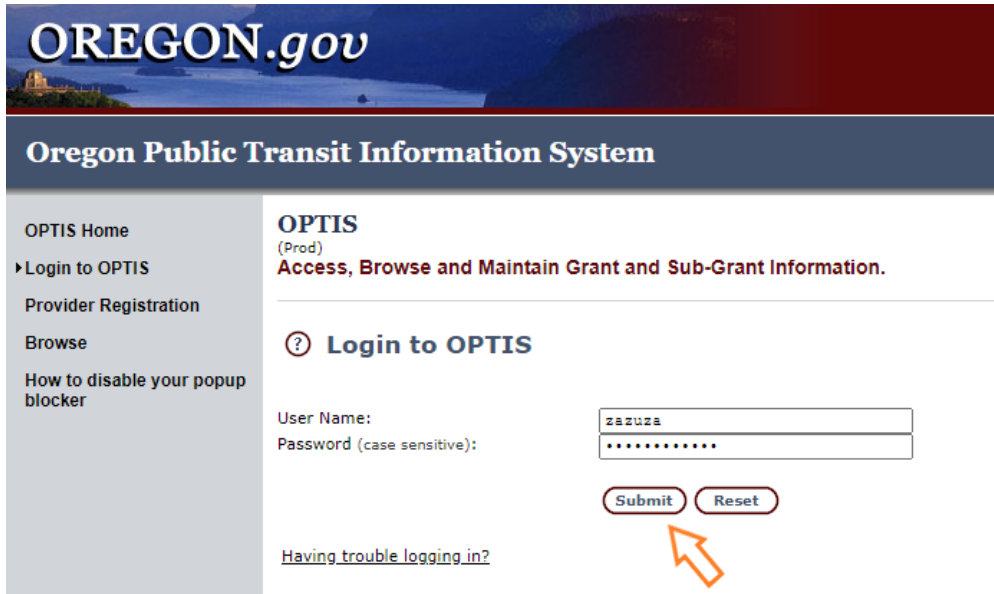 OREGON.gov
Oregon Public Transit Information System
OPTIS Home
Login to OPTIS
Provider Registration
Browse
How to disable your popup
blocker
OPTIS
(Prod)
Access, Browse and Maintain Grant and Sub-Grant Information.
? Login to OPTIS
User Name: zazuza
Password (case sensitive): ••••••••••••
Submit Reset
Having trouble logging in?